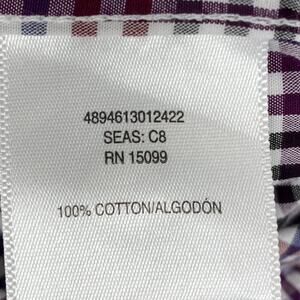 4894613012422
SEAS: C8
RN 15099
100% COTTON/ALGODÓN